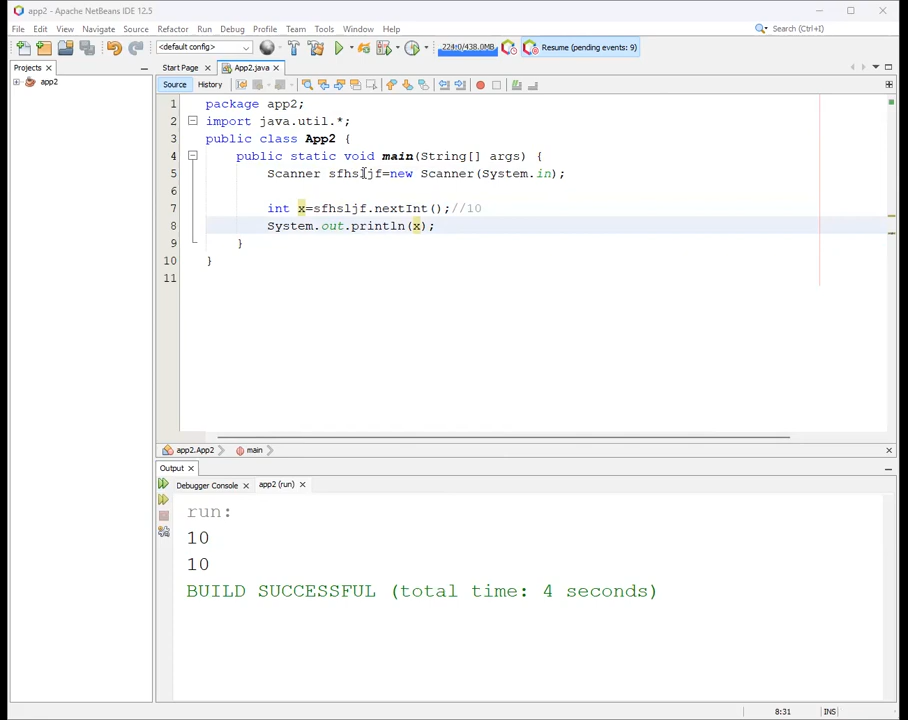 app2 - Apache NetBeans IDE 12.5
File Edit View Navigate Source Refactor Run Debug Profile Team Tools Window Help
Search (Ctrl+I)
<default config>
224.0/438.0MB
Resume (pending events: 9)
Projects
Start Page
App2.java
app2
Source History
1 package app2;
2 import java.util.*;
3 public class App2 {
4 public static void main(String[] args) {
5 Scanner sfhsljf=new Scanner(System.in);
6
7 int x=sfhsljf.nextInt();//10
8 System.out.println(x);
9 }
10 }
11
app2.App2 main
Output
Debugger Console app2 (run)
run:
10
10
BUILD SUCCESSFUL (total time: 4 seconds)
8:31 INS